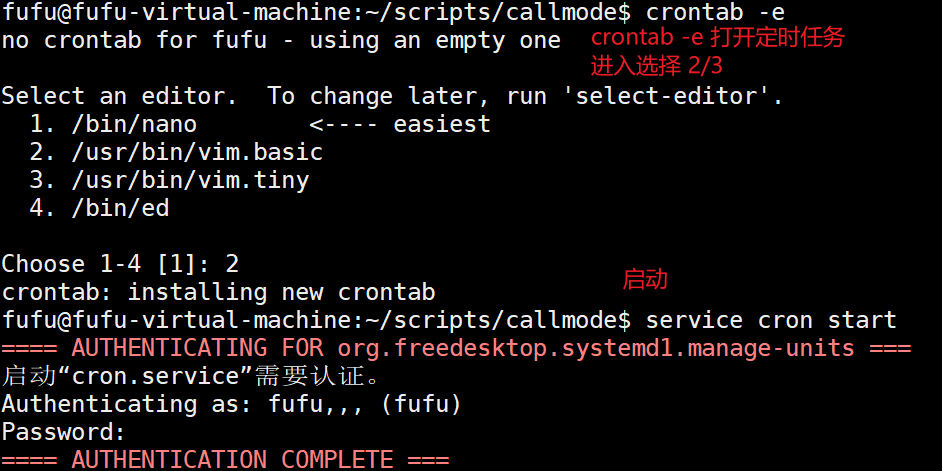 fufu@fufu-virtual-machine:~/scripts/callmode$ crontab -e
no crontab for fufu - using an empty one
crontab -e 打开定时任务
进入选择 2/3
Select an editor.  To change later, run 'select-editor'.
  1. /bin/nano        <---- easiest
  2. /usr/bin/vim.basic
  3. /usr/bin/vim.tiny
  4. /bin/ed
Choose 1-4 [1]: 2
crontab: installing new crontab
启动
fufu@fufu-virtual-machine:~/scripts/callmode$ service cron start
==== AUTHENTICATING FOR org.freedesktop.systemd1.manage-units ===
启动“cron.service”需要认证。
Authenticating as: fufu,,, (fufu)
Password:
==== AUTHENTICATION COMPLETE ===